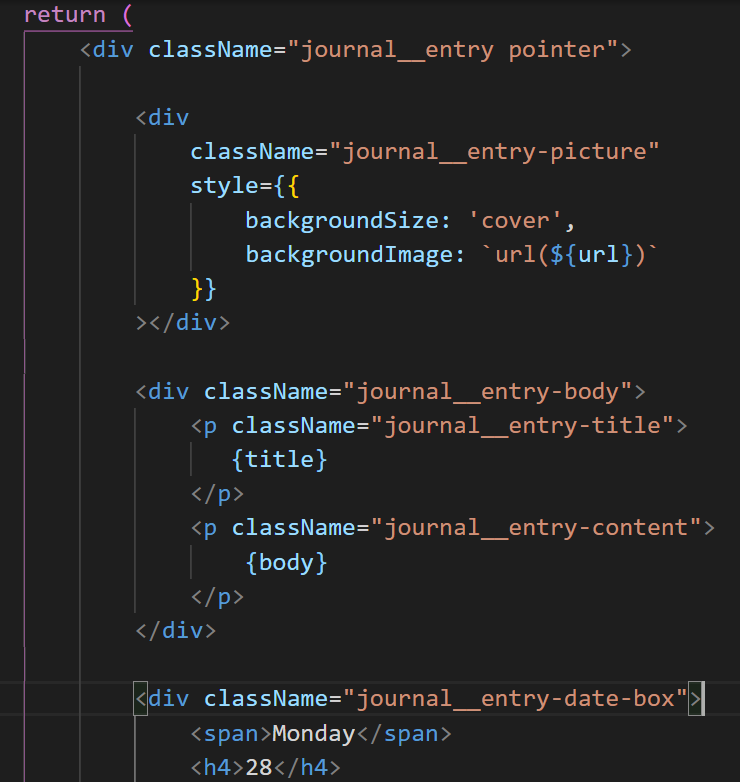 return (
<div className="journal__entry pointer">
<div
className="journal__entry-picture"
style={{
backgroundSize: 'cover',
backgroundImage: `url(${url})`
}}
></div>
<div className="journal__entry-body">
<p className="journal__entry-title">
{title}
</p>
<p className="journal__entry-content">
{body}
</p>
</div>
<div className="journal__entry-date-box">
<span>Monday</span>
<h4>28</h4>